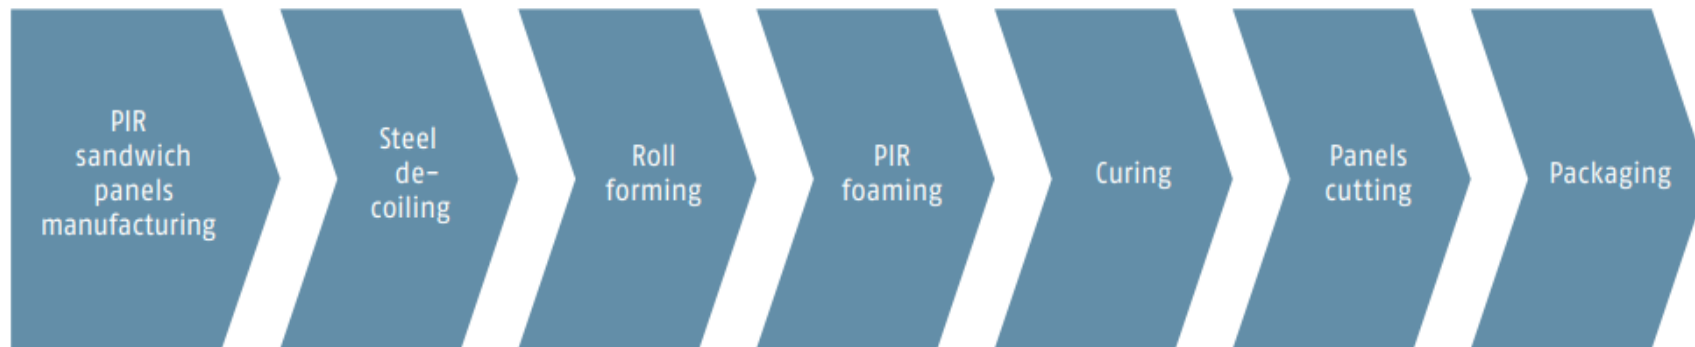 PIR
sandwich
panels
manufacturing
Steel
de-
coiling
Roll
forming
PIR
foaming
Curing
Panels
cutting
Packaging